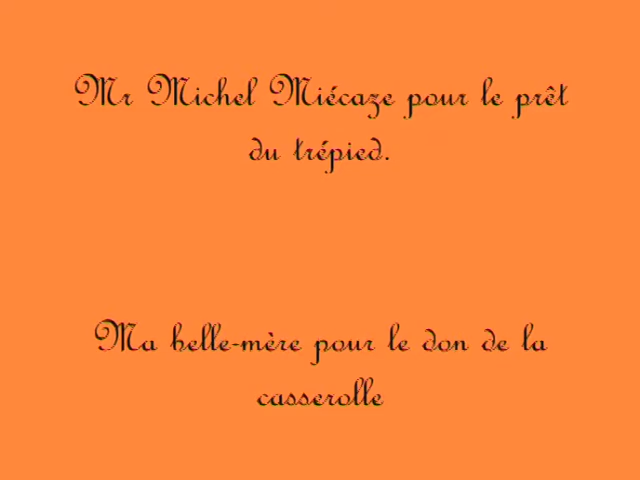 Mr Michel Miécaze pour le prêt
du trépied.
Ma belle-mère pour le don de la
casserolle